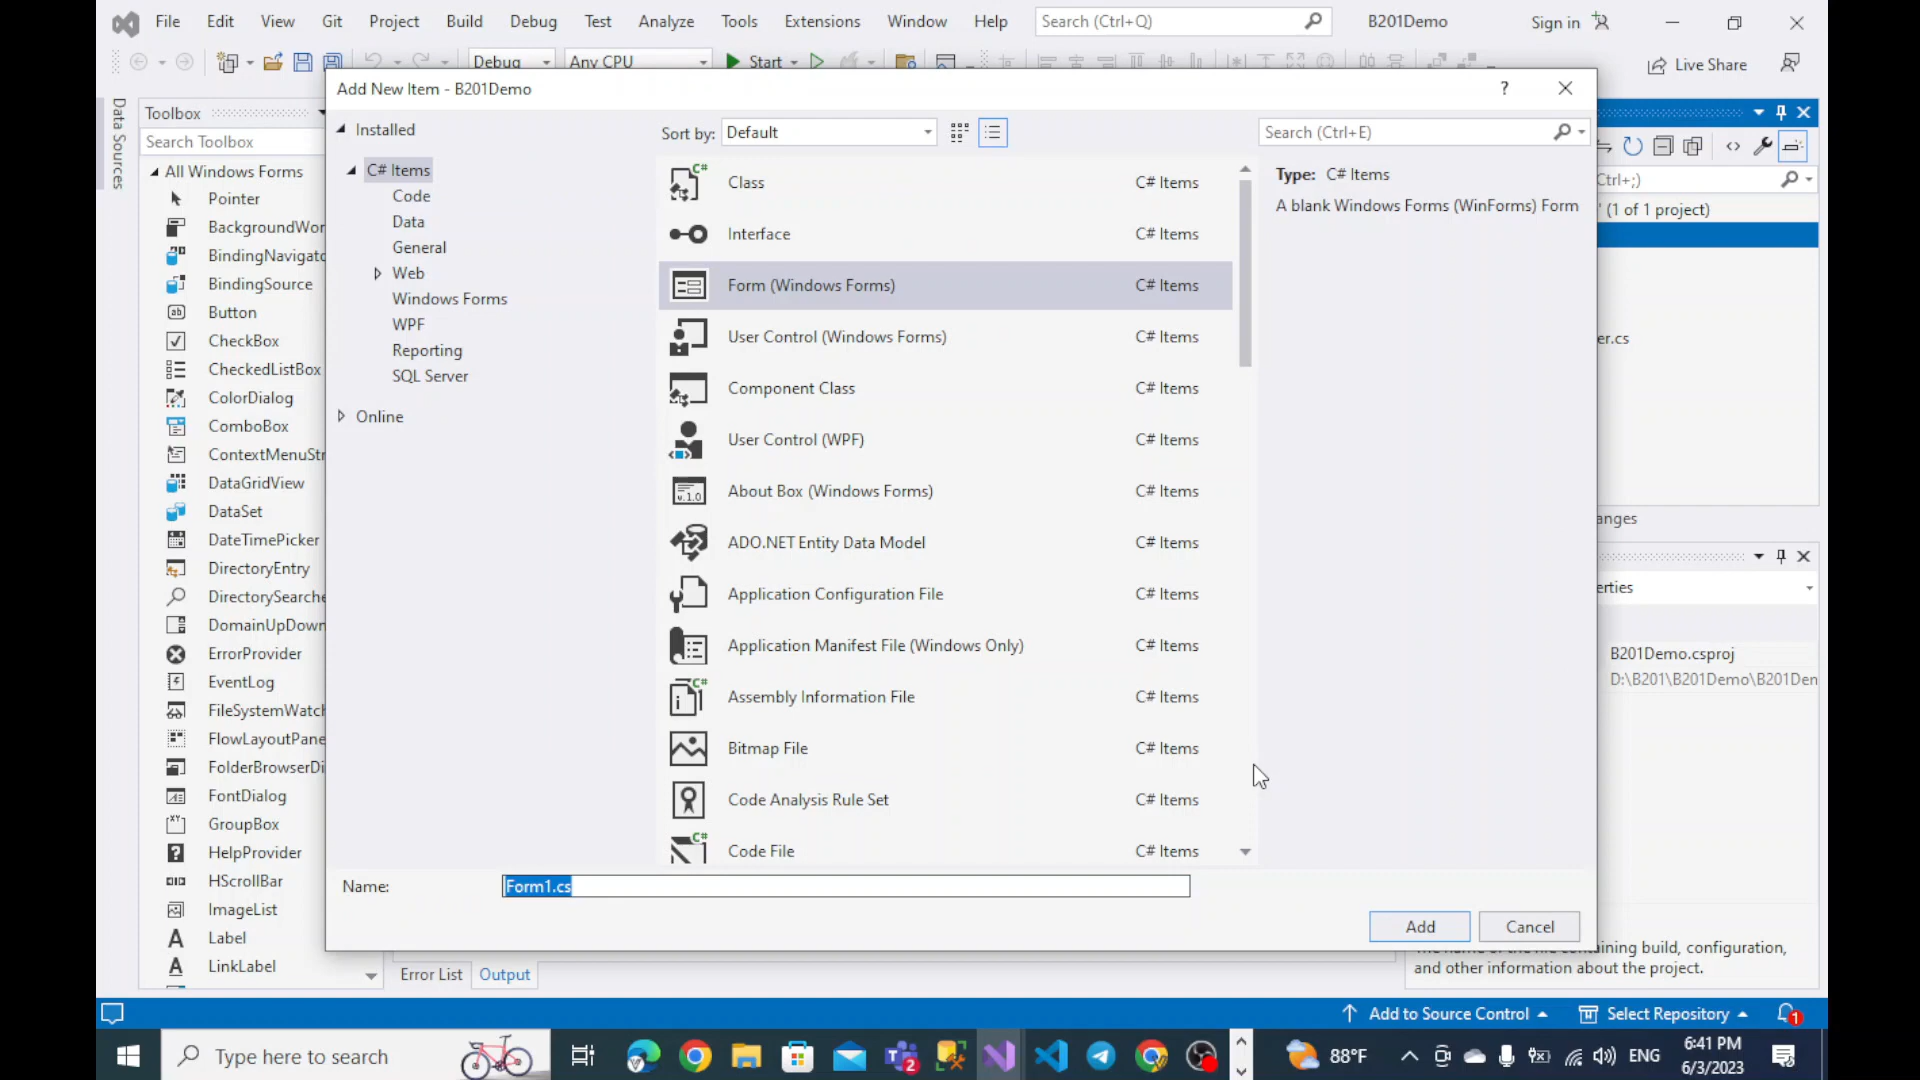 File Edit View Git Project Build Debug Test Analyze Tools Extensions Window Help Search (Ctrl+Q) B201Demo Sign in
Debug Any CPU Start Live Share
Data Sources
Toolbox
Search Toolbox
All Windows Forms
Pointer
BackgroundWor
BindingNavigato
BindingSource
Button
CheckBox
CheckedListBox
ColorDialog
ComboBox
ContextMenuStr
DataGridView
DataSet
DateTimePicker
DirectoryEntry
DirectorySearche
DomainUpDown
ErrorProvider
EventLog
FileSystemWatch
FlowLayoutPane
FolderBrowserDi
FontDialog
GroupBox
HelpProvider
HScrollBar
ImageList
Label
LinkLabel
Add New Item - B201Demo
?
Installed
C# Items
Code
Data
General
Web
Windows Forms
WPF
Reporting
SQL Server
Online
Sort by: Default
Search (Ctrl+E)
Class C# Items
Interface C# Items
Form (Windows Forms) C# Items
User Control (Windows Forms) C# Items
Component Class C# Items
User Control (WPF) C# Items
About Box (Windows Forms) C# Items
ADO.NET Entity Data Model C# Items
Application Configuration File C# Items
Application Manifest File (Windows Only) C# Items
Assembly Information File C# Items
Bitmap File C# Items
Code Analysis Rule Set C# Items
Code File C# Items
Type: C# Items
A blank Windows Forms (WinForms) Form
Name: Form1.cs
Add Cancel
Ctrl+;)
' (1 of 1 project)
er.cs
anges
erties
B201Demo.csproj
D:\B201\B201Demo\B201Den
ining build, configuration,
and other information about the project.
Error List Output
Add to Source Control Select Repository 1
Type here to search 2 88°F ENG 6:41 PM
6/3/2023